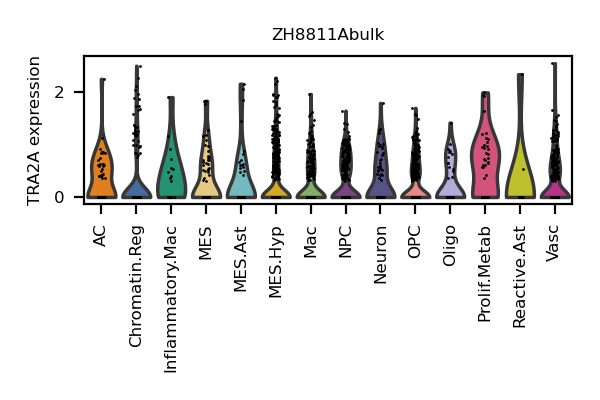 ZH8811Abulk
TRA2A expression
2
0
AC
Chromatin.Reg
Inflammatory.Mac
MES
MES.Ast
MES.Hyp
Mac
NPC
Neuron
OPC
Oligo
Prolif.Metab
Reactive.Ast
Vasc